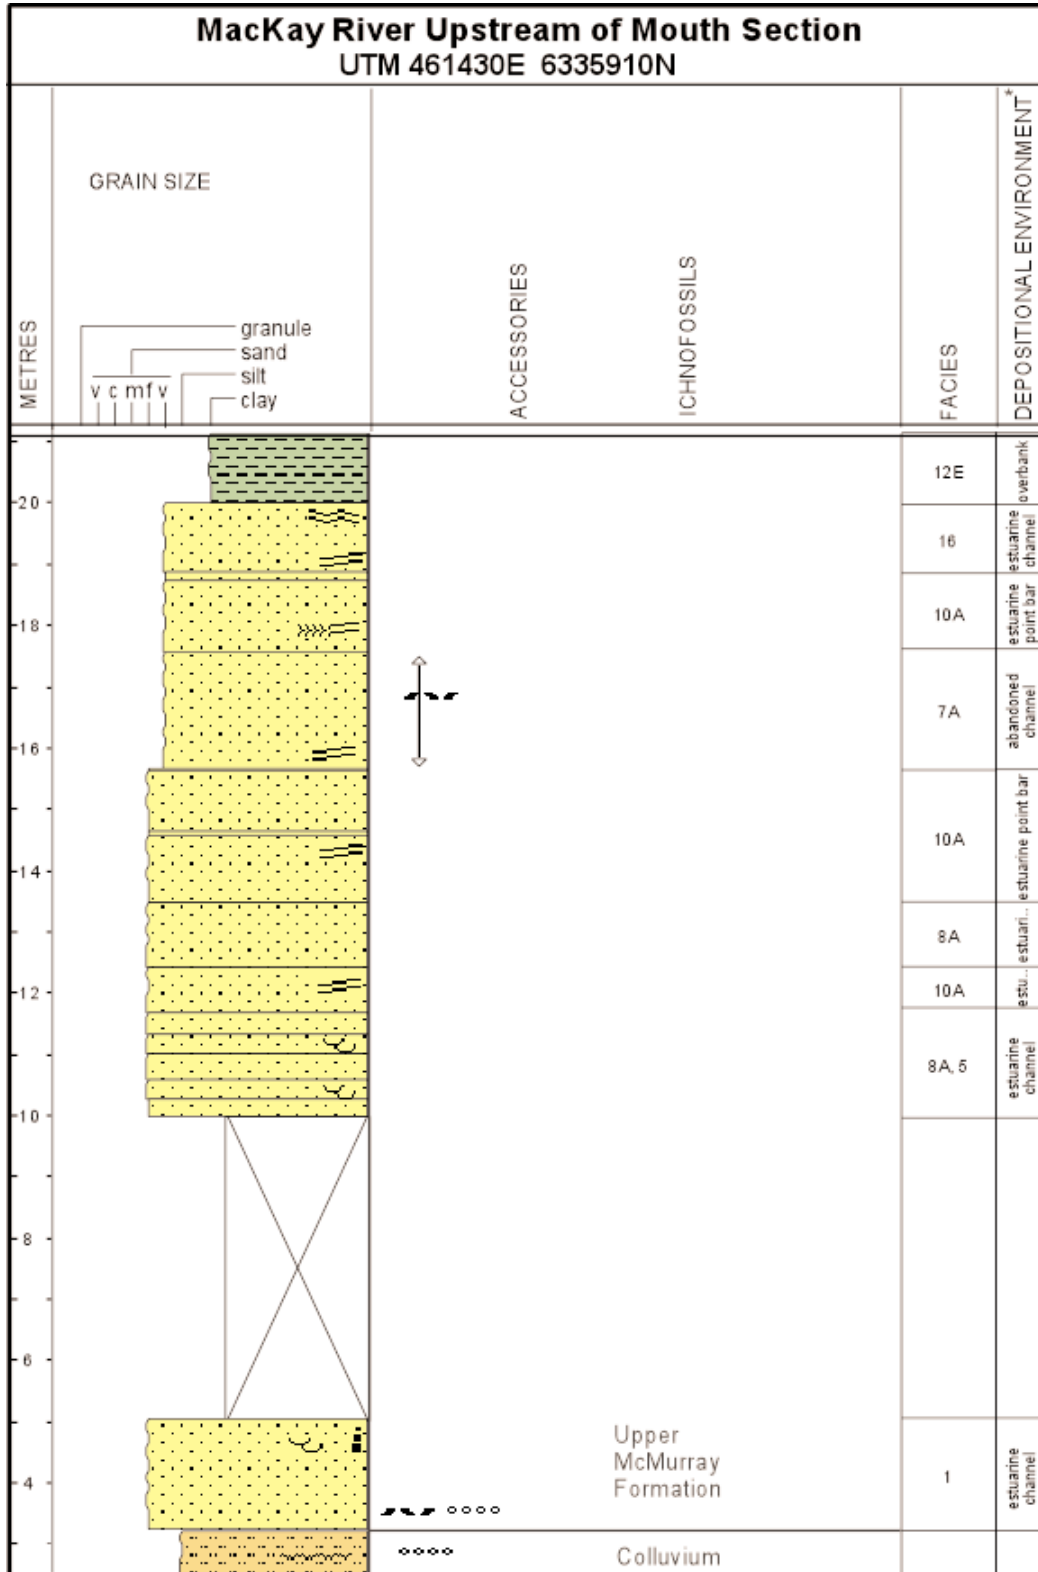 MacKay River Upstream of Mouth Section
UTM 461430E 6335910N
METRES
GRAIN SIZE
granule
sand
silt
clay
v c m f v
ACCESSORIES
ICHNOFOSSILS
FACIES
DEPOSITIONAL ENVIRONMENT*
12E
overbank
20
16
estuarine
channel
18
10A
estuarine
point bar
7A
abandoned
channel
16
10A
estuarine point bar
14
8A
estuari...
12
10A
estu...
8A, 5
estuarine
channel
10
8
6
Upper
McMurray
Formation
4
1
estuarine
channel
Colluvium